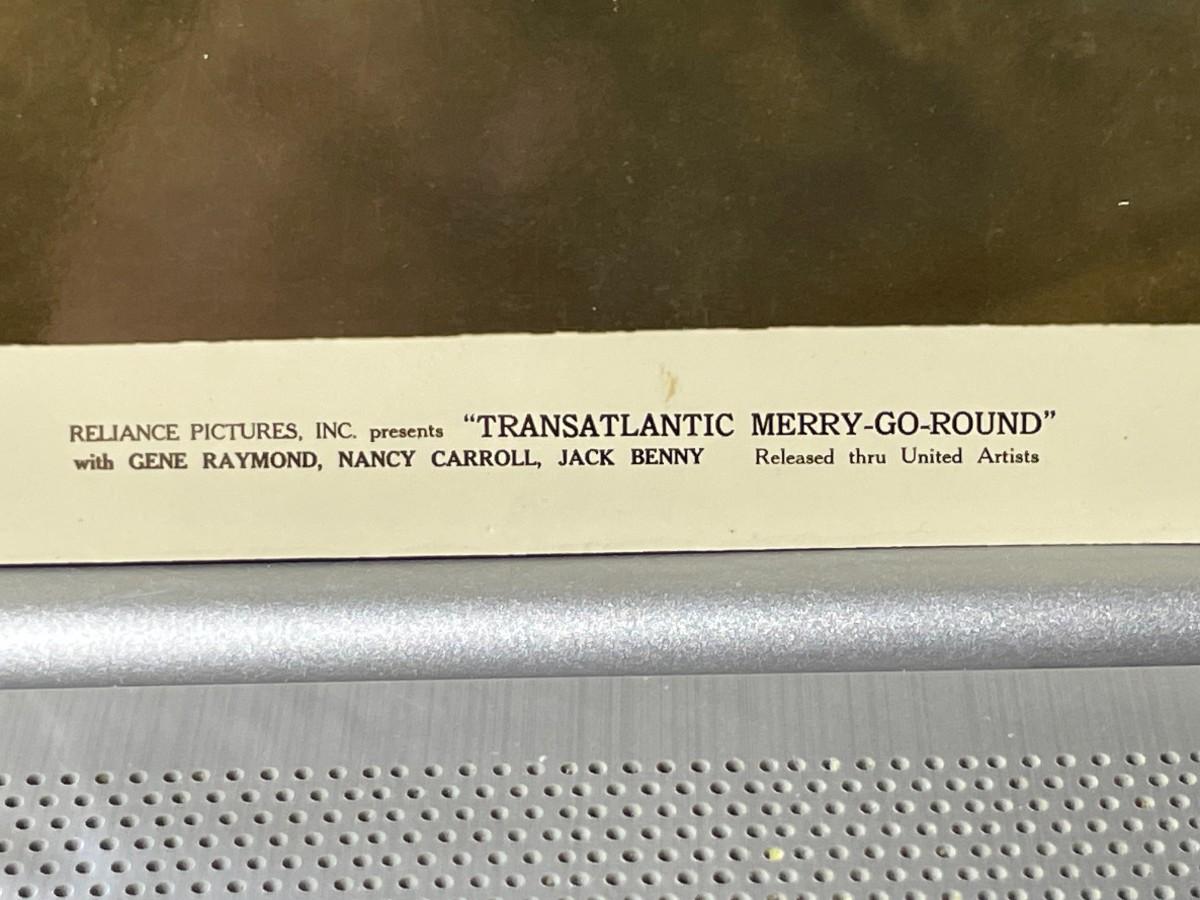 RELIANCE PICTURES, INC. presents “TRANSATLANTIC MERRY-GO-ROUND”
with GENE RAYMOND, NANCY CARROLL, JACK BENNY Released thru United Artists